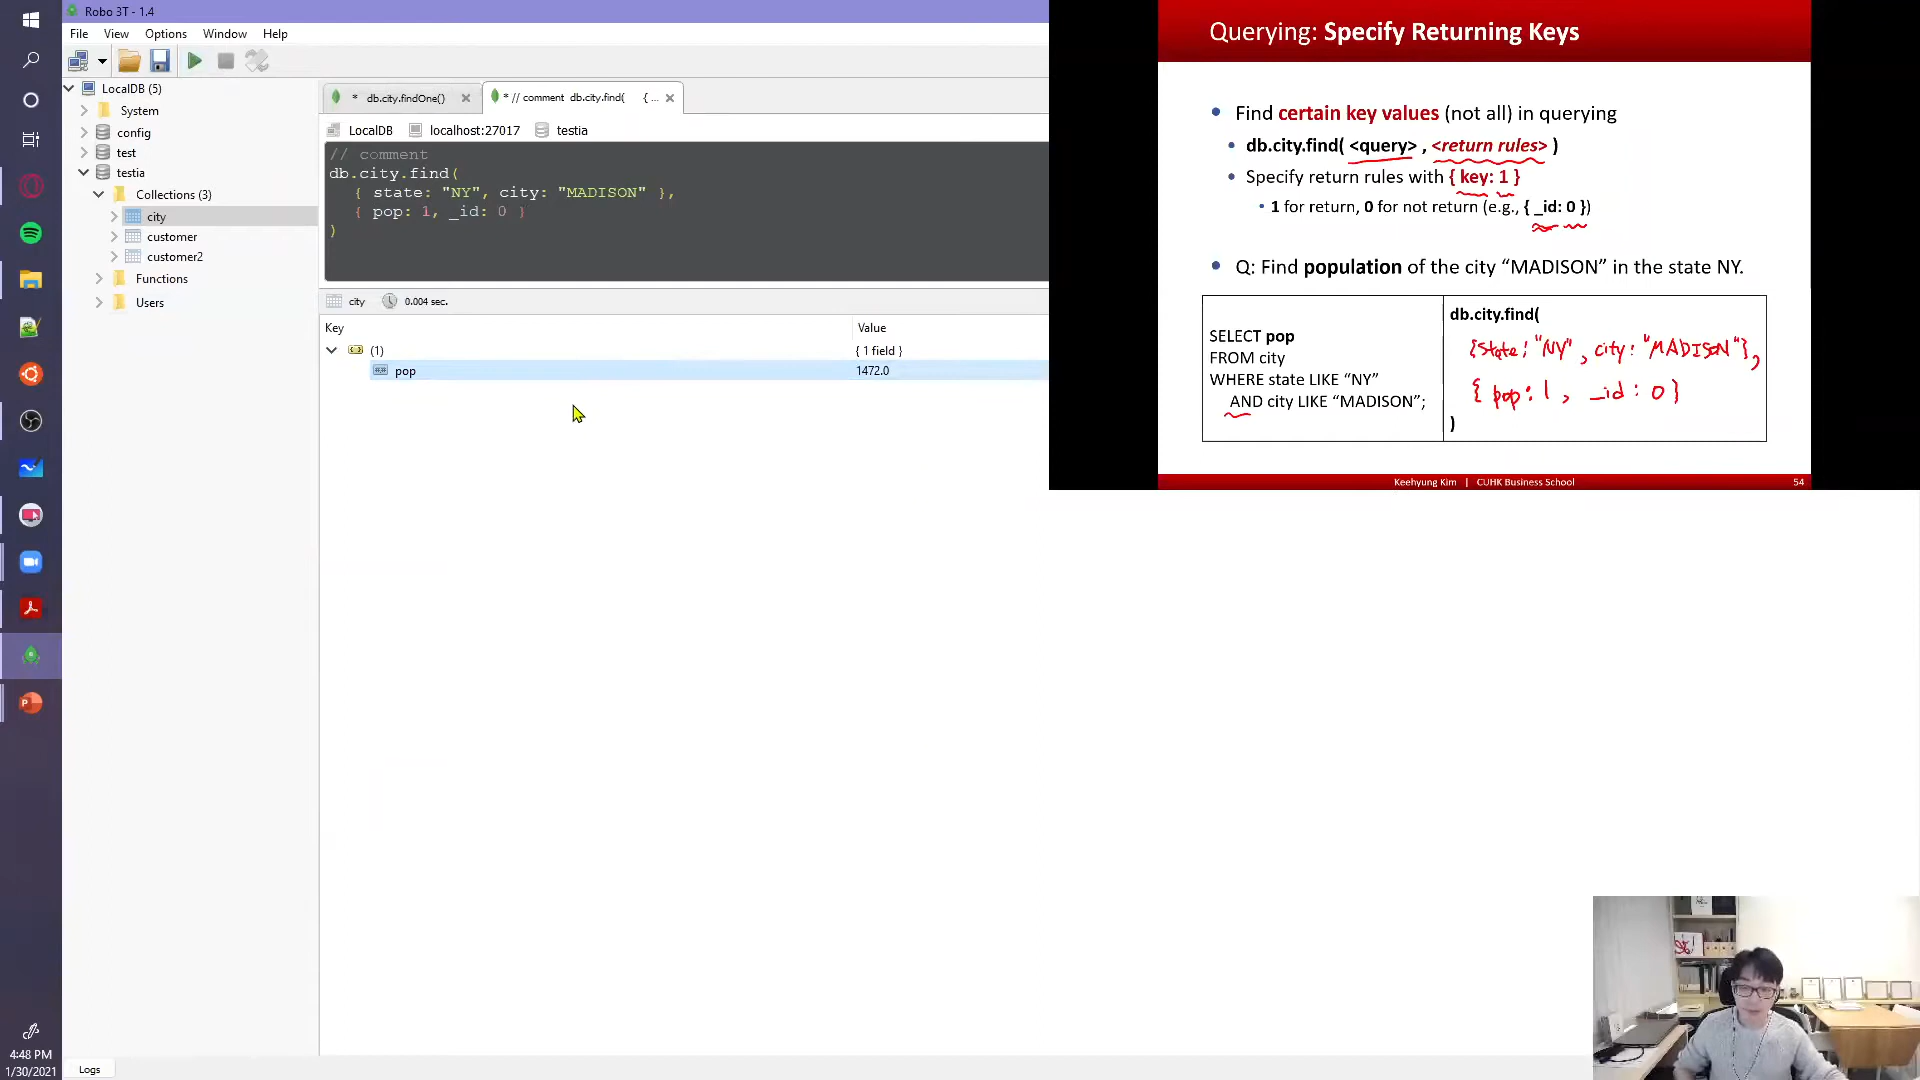 Robo 3T - 1.4
File View Options Window Help
LocalDB (5)
System
config
test
testia
Collections (3)
city
customer
customer2
Functions
Users
* db.city.findOne()
* // comment db.city.find( { ...
LocalDB localhost:27017 testia
// comment
db.city.find(
{ state: "NY", city: "MADISON" },
{ pop: 1, _id: 0 }
)
city 0.004 sec.
Key Value
(1) { 1 field }
pop 1472.0
Logs
4:48 PM
1/30/2021
Querying: Specify Returning Keys
• Find certain key values (not all) in querying
• db.city.find( <query> , <return rules> )
• Specify return rules with { key: 1 }
• 1 for return, 0 for not return (e.g., { _id: 0 })
• Q: Find population of the city “MADISON” in the state NY.
SELECT pop
FROM city
WHERE state LIKE “NY”
AND city LIKE “MADISON”;
db.city.find(
{state: "NY", city: "MADISON"},
{ pop: 1, _id: 0 }
)
Keehyung Kim | CUHK Business School
54